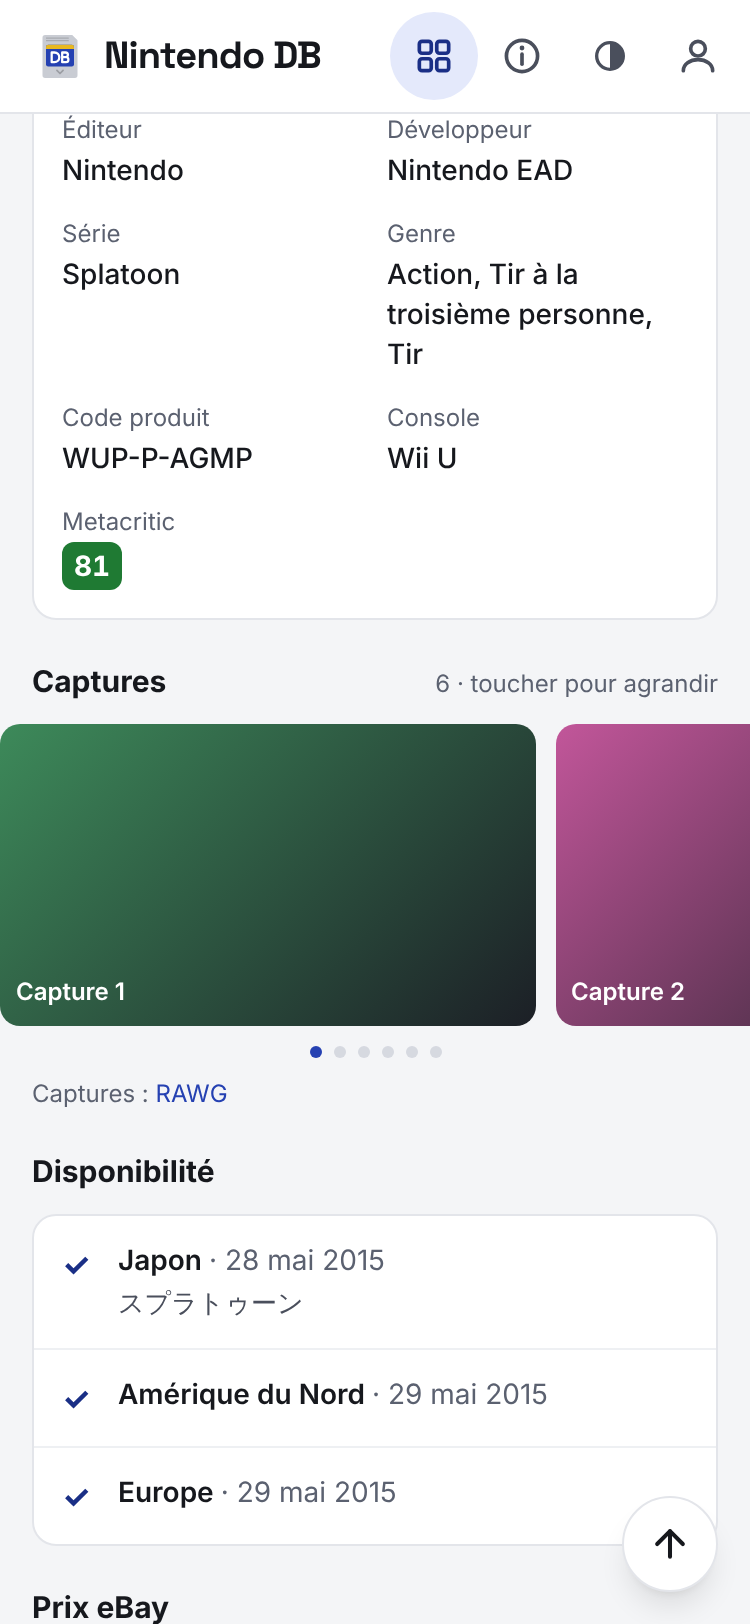 DB Nintendo DB
Éditeur
Nintendo
Développeur
Nintendo EAD
Série
Splatoon
Genre
Action, Tir à la
troisième personne,
Tir
Code produit
WUP-P-AGMP
Console
Wii U
Metacritic
81
Captures
6 · toucher pour agrandir
Capture 1
Capture 2
Captures : RAWG
Disponibilité
Japon · 28 mai 2015
スプラトゥーン
Amérique du Nord · 29 mai 2015
Europe · 29 mai 2015
Prix eBay